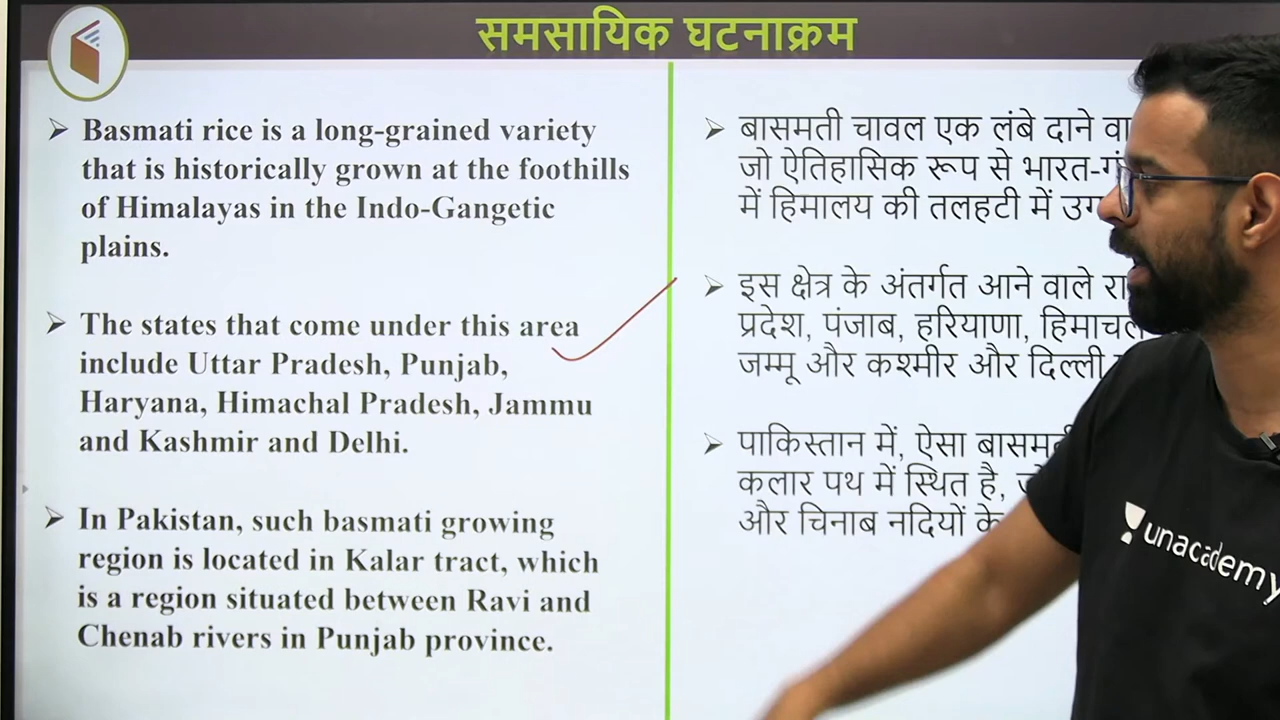 समसायिक घटनाक्रम
➢ Basmati rice is a long-grained variety
that is historically grown at the foothills
of Himalayas in the Indo-Gangetic
plains.
➢ The states that come under this area
include Uttar Pradesh, Punjab,
Haryana, Himachal Pradesh, Jammu
and Kashmir and Delhi.
➢ In Pakistan, such basmati growing
region is located in Kalar tract, which
is a region situated between Ravi and
Chenab rivers in Punjab province.
➢ बासमती चावल एक लंबे दाने
जो ऐतिहासिक रूप से
में हिमालय की तलहटी में
➢ इस क्षेत्र के अंतर्गत आने वाले
प्रदेश, पंजाब, हरियाणा,
जम्मू और कश्मीर और दिल्ली
➢ पाकिस्तान में, ऐसा
कलार पथ में स्थित है,
और चिनाब नदियों
unacademy